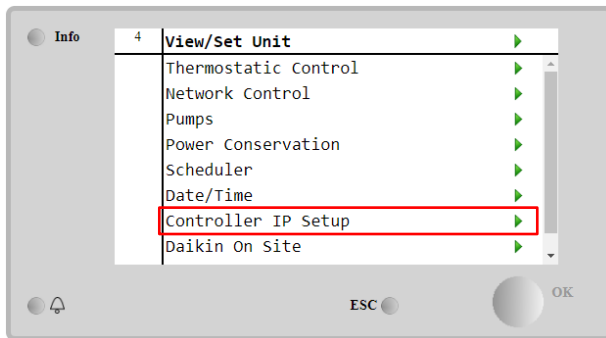 Info
4 View/Set Unit
Thermostatic Control
Network Control
Pumps
Power Conservation
Scheduler
Date/Time
Controller IP Setup
Daikin On Site
ESC
OK